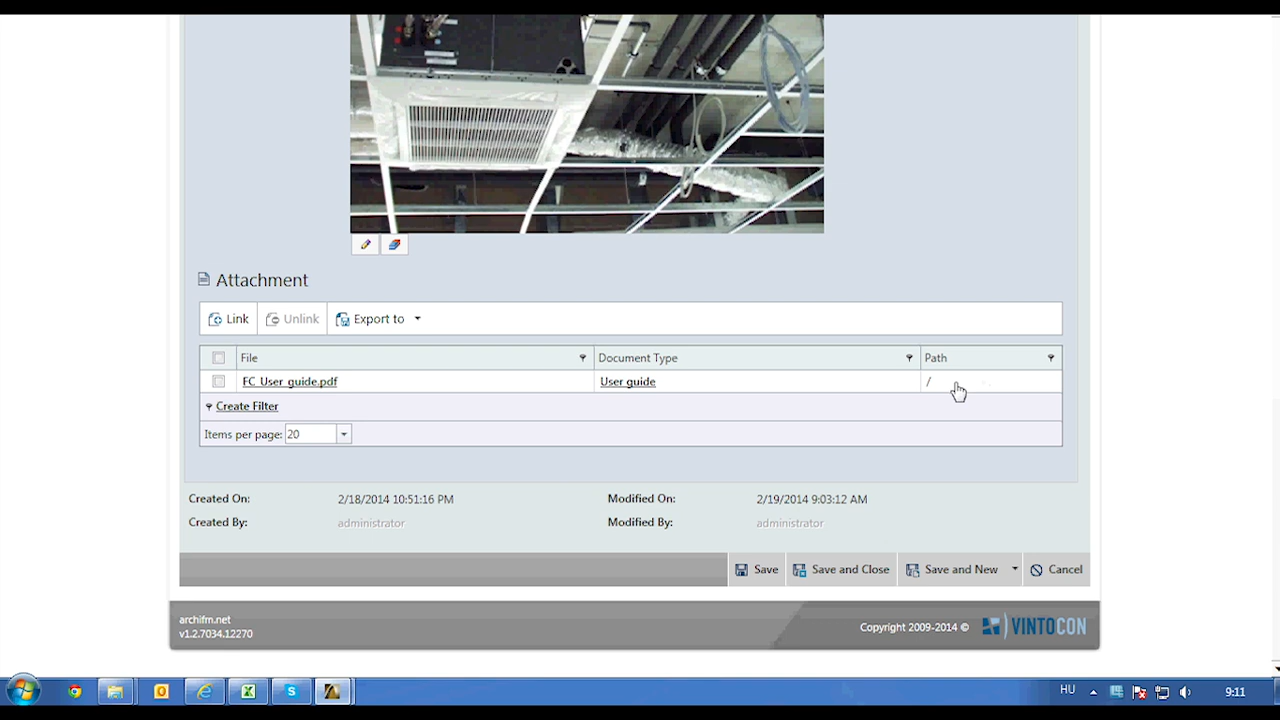 Attachment
Link Unlink Export to
File Document Type Path
FC_User_guide.pdf User guide /
Create Filter
Items per page: 20
Created On: 2/18/2014 10:51:16 PM Modified On: 2/19/2014 9:03:12 AM
Created By: administrator Modified By: administrator
Save Save and Close Save and New Cancel
archifm.net
v1.2.7034.12270
Copyright 2009-2014 © VINTOCON
HU 9:11